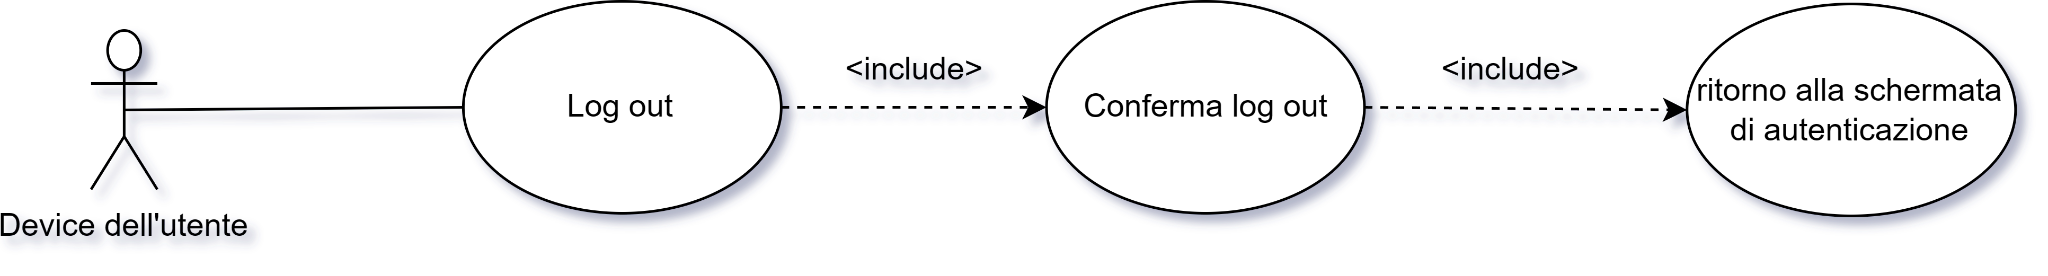 Device dell'utente
Log out
<include>
Conferma log out
<include>
ritorno alla schermata
di autenticazione